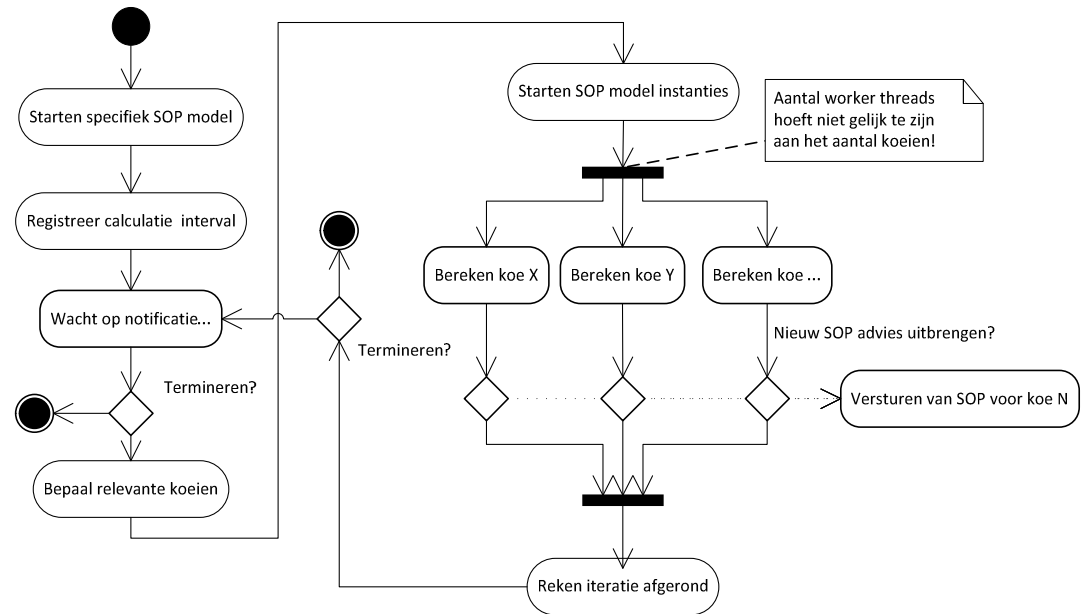 Starten specifiek SOP model
Registreer calculatie interval
Wacht op notificatie...
Termineren?
Bepaal relevante koeien
Termineren?
Starten SOP model instanties
Aantal worker threads
hoeft niet gelijk te zijn
aan het aantal koeien!
Bereken koe X
Bereken koe Y
Bereken koe ...
Nieuw SOP advies uitbrengen?
Versturen van SOP voor koe N
Reken iteratie afgerond